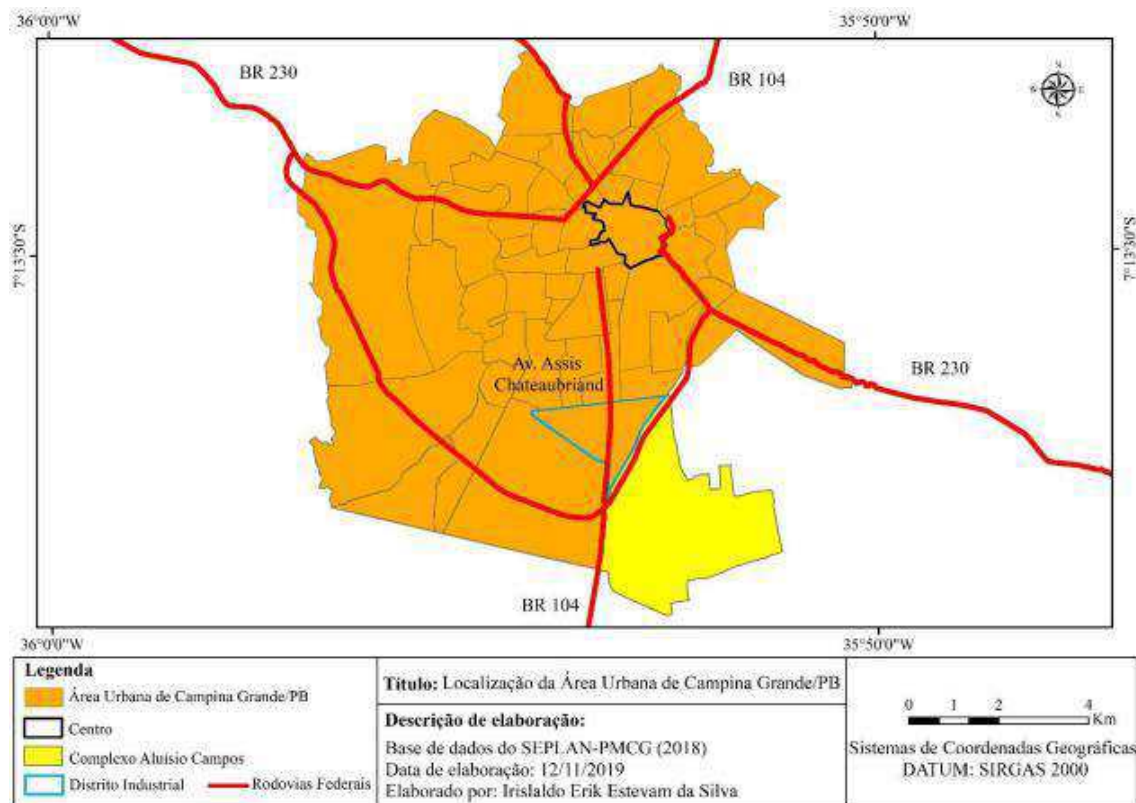 36°0'0"W
35°50'0"W
BR 230
BR 104
N
W
E
S
7°13'30"S
7°13'30"S
Av. Assis
Chateaubriand
BR 230
BR 104
36°0'0"W
35°50'0"W
Legenda
Área Urbana de Campina Grande/PB
Centro
Complexo Aluísio Campos
Distrito Industrial
Rodovias Federais
Título: Localização da Área Urbana de Campina Grande/PB
Descrição de elaboração:
Base de dados do SEPLAN-PMCG (2018)
Data de elaboração: 12/11/2019
Elaborado por: Irislaldo Erik Estevam da Silva
0 1 2 4
Km
Sistemas de Coordenadas Geográficas
DATUM: SIRGAS 2000